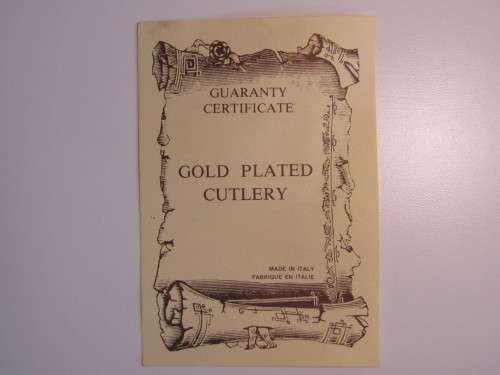 GUARANTY
CERTIFICATE
GOLD PLATED
CUTLERY
MADE IN ITALY
FABRIQUE EN ITALIE